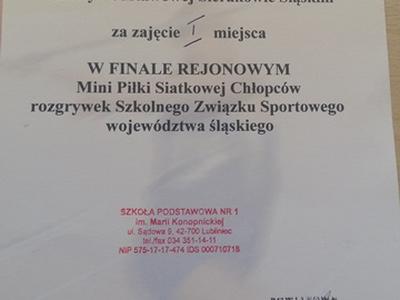 za zajęcie I miejsca
W FINALE REJONOWYM
Mini Piłki Siatkowej Chłopców
rozgrywek Szkolnego Związku Sportowego
województwa śląskiego
SZKOŁA PODSTAWOWA NR 1
im. Marii Konopnickiej
ul. Sądowa 9, 42-700 Lubliniec
tel./fax 034 351-14-11
NIP 575-17-17-474 IDS 000710718